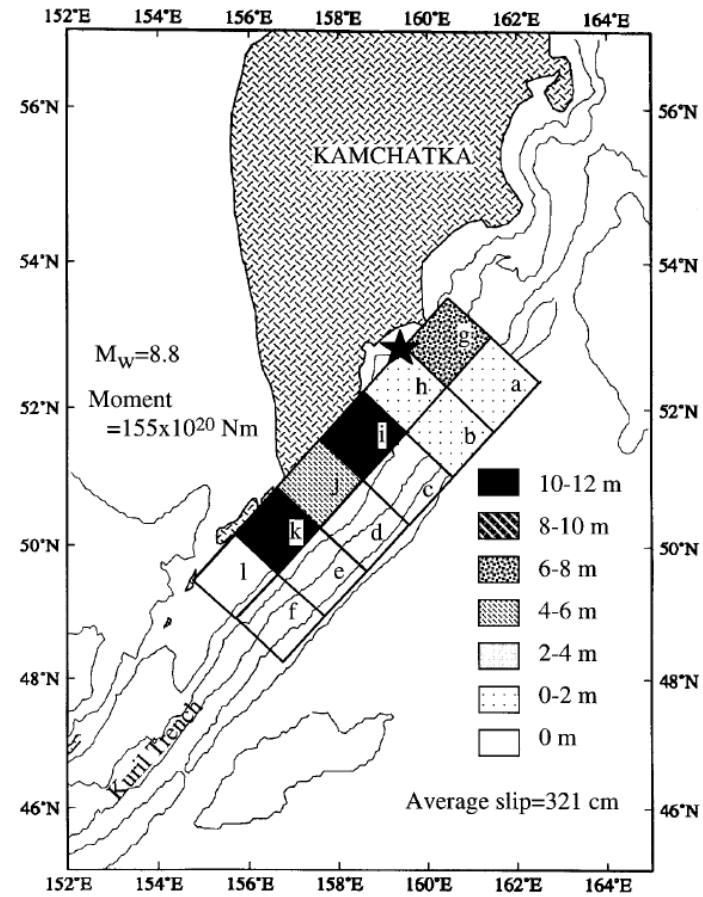 152°E 154°E 156°E 158°E 160°E 162°E 164°E
56°N 56°N
KAMCHATKA
54°N 54°N
g
M_W=8.8
a
h
Moment
=155x10^20 Nm
52°N 52°N
b
i
10-12 m
j
c
8-10 m
k
d
50°N 50°N
6-8 m
l
e
f
4-6 m
2-4 m
48°N 48°N
0-2 m
0 m
Kuril Trench
46°N 46°N
Average slip=321 cm
152°E 154°E 156°E 158°E 160°E 162°E 164°E